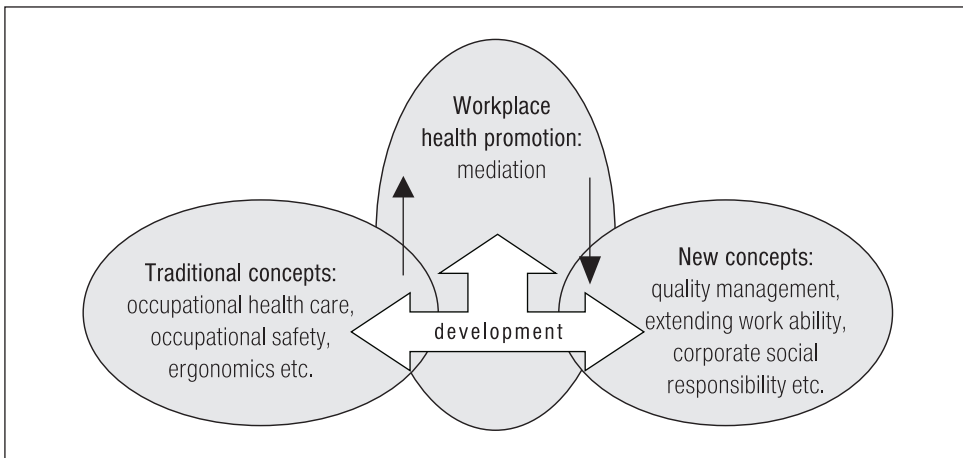 Workplace
health promotion:
mediation
Traditional concepts:
occupational health care,
occupational safety,
ergonomics etc.
development
New concepts:
quality management,
extending work ability,
corporate social
responsibility etc.